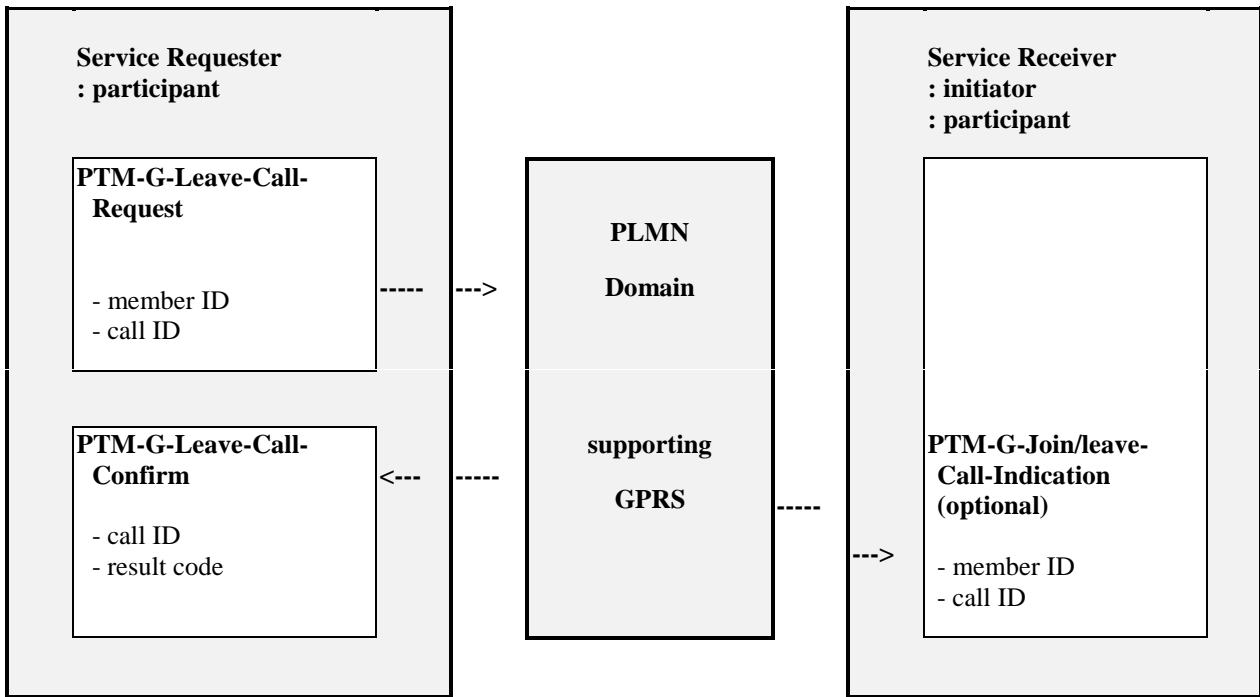 Service Requester
: participant
PTM-G-Leave-Call-
Request
- member ID
- call ID
PTM-G-Leave-Call-
Confirm
- call ID
- result code
----- --->
<--- -----
PLMN
Domain
supporting
GPRS
-----
--->
Service Receiver
: initiator
: participant
PTM-G-Join/leave-
Call-Indication
(optional)
- member ID
- call ID